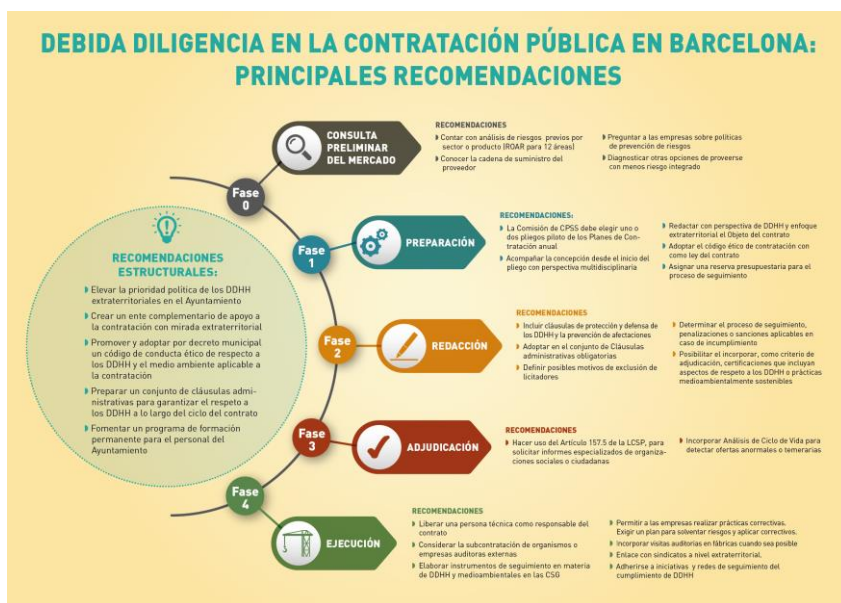 DEBIDA DILIGENCIA EN LA CONTRATACIÓN PÚBLICA EN BARCELONA:
PRINCIPALES RECOMENDACIONES
RECOMENDACIONES
ESTRUCTURALES:
Elevar la prioridad política de los DDHH
extraterritoriales en el Ayuntamiento
Crear un ente complementario de apoyo a
la contratación con mirada extraterritorial
Promover y adoptar por decreto municipal
un código de conducta ético de respecto a
los DDHH y el medio ambiente aplicable a
la contratación
Preparar un conjunto de cláusulas admi-
nistrativas para garantizar el respeto a
los DDHH a lo largo del ciclo del contrato
Fomentar un programa de formación
permanente para el personal del
Ayuntamiento
Fase
0
CONSULTA
PRELIMINAR
DEL MERCADO
RECOMENDACIONES
Contar con análisis de riesgos previos por
sector o producto (ROAR para 12 áreas)
Conocer la cadena de suministro del
proveedor
Preguntar a las empresas sobre políticas
de prevención de riesgos
Diagnosticar otras opciones de proveerse
con menos riesgo integrado
Fase
1
PREPARACIÓN
RECOMENDACIONES:
La Comisión de CPSS debe elegir uno o
dos pliegos piloto de los Planes de Con-
tratación anual
Acompañar la concepción desde el inicio del
pliego con perspectiva multidisciplinaria
Redactar con perspectiva de DDHH y enfoque
extraterritorial el Objeto del contrato
Adoptar el código ético de contratación con
como ley del contrato
Asignar una reserva presupuestaria para el
proceso de seguimiento
Fase
2
REDACCIÓN
RECOMENDACIONES
Incluir cláusulas de protección y defensa de
los DDHH y la prevención de afectaciones
Adoptar en el conjunto de Cláusulas
administrativas obligatorias
Definir posibles motivos de exclusión de
licitadores
Determinar el proceso de seguimiento,
penalizaciones o sanciones aplicables en
caso de incumplimiento
Posibilitar el incorporar, como criterio de
adjudicación, certificaciones que incluyan
aspectos de respeto a los DDHH o prácticas
medioambientalmente sostenibles
Fase
3
ADJUDICACIÓN
RECOMENDACIONES
Hacer uso del Artículo 157.5 de la LCSP, para
solicitar informes especializados de organiza-
ciones sociales o ciudadanas
Incorporar Análisis de Ciclo de Vida para
detectar ofertas anormales o temerarias
Fase
4
EJECUCIÓN
RECOMENDACIONES
Liberar una persona técnica como responsable del
contrato
Considerar la subcontratación de organismos o
empresas auditoras externas
Elaborar instrumentos de seguimiento en materia
de DDHH y medioambientales en las CSG
Permitir a las empresas realizar prácticas correctivas.
Exigir un plan para solventar riesgos y aplicar correctivos.
Incorporar visitas auditorias en fábricas cuando sea posible
Enlace con sindicatos a nivel extraterritorial.
Adherirse a iniciativas y redes de seguimiento del
cumplimiento de DDHH